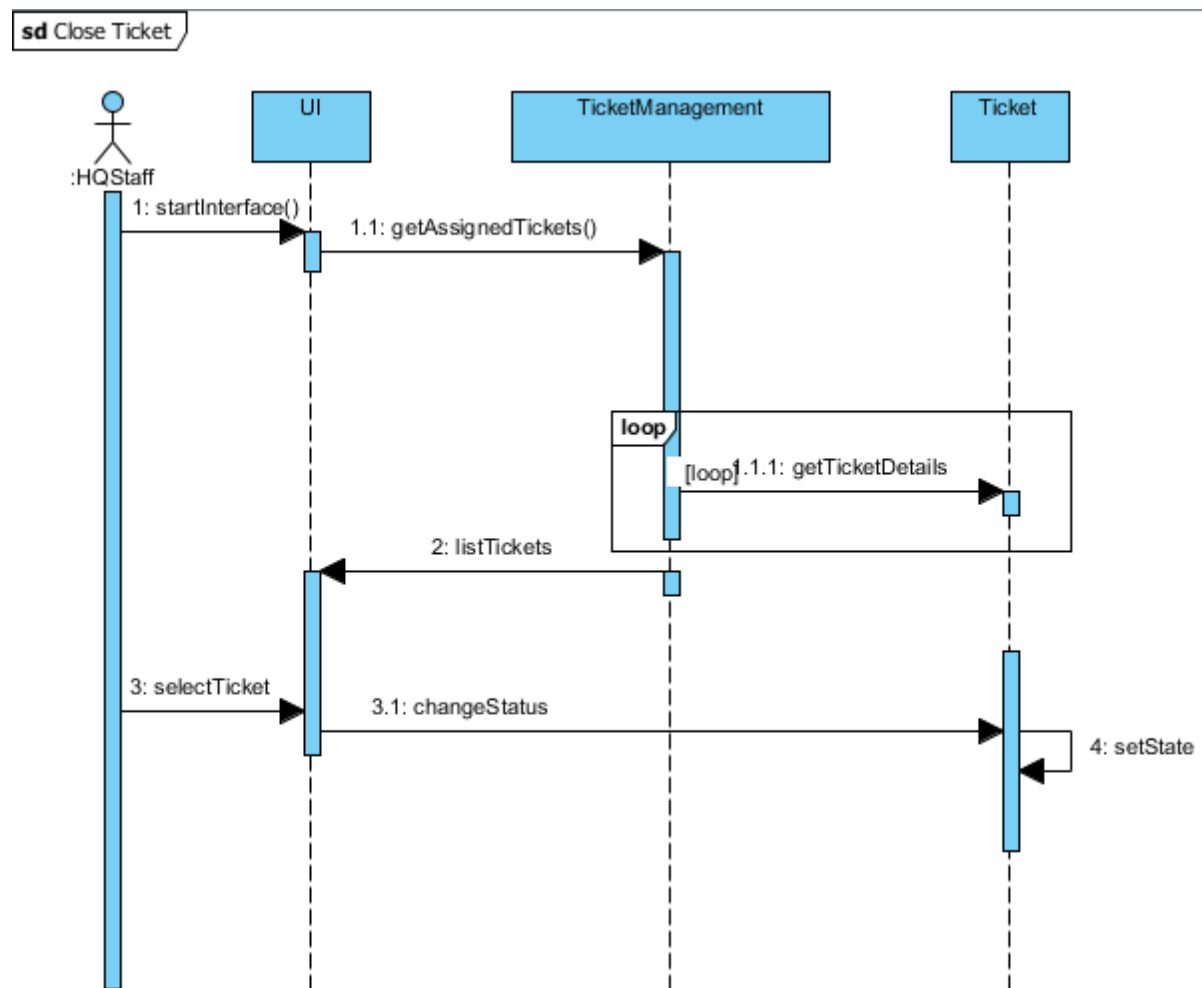 sd Close Ticket
UI
TicketManagement
Ticket
:HQStaff
1: startInterface()
1.1: getAssignedTickets()
loop
[loop]
1.1.1: getTicketDetails
2: listTickets
3: selectTicket
3.1: changeStatus
4: setState